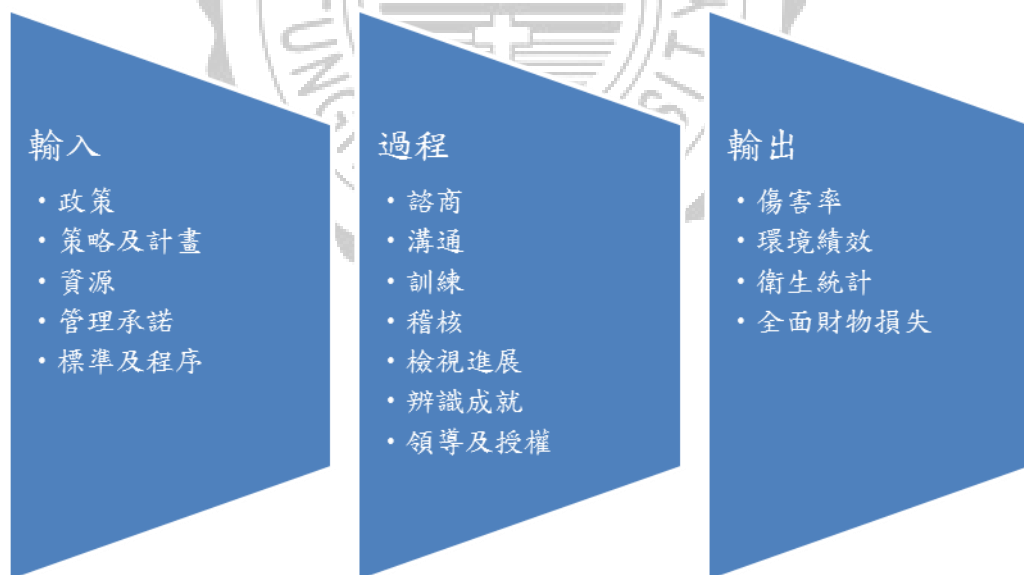 輸入
・政策
・策略及計畫
・資源
・管理承諾
・標準及程序
過程
・諮商
・溝通
・訓練
・稽核
・檢視進展
・辨識成就
・領導及授權
輸出
・傷害率
・環境績效
・衛生統計
・全面財物損失